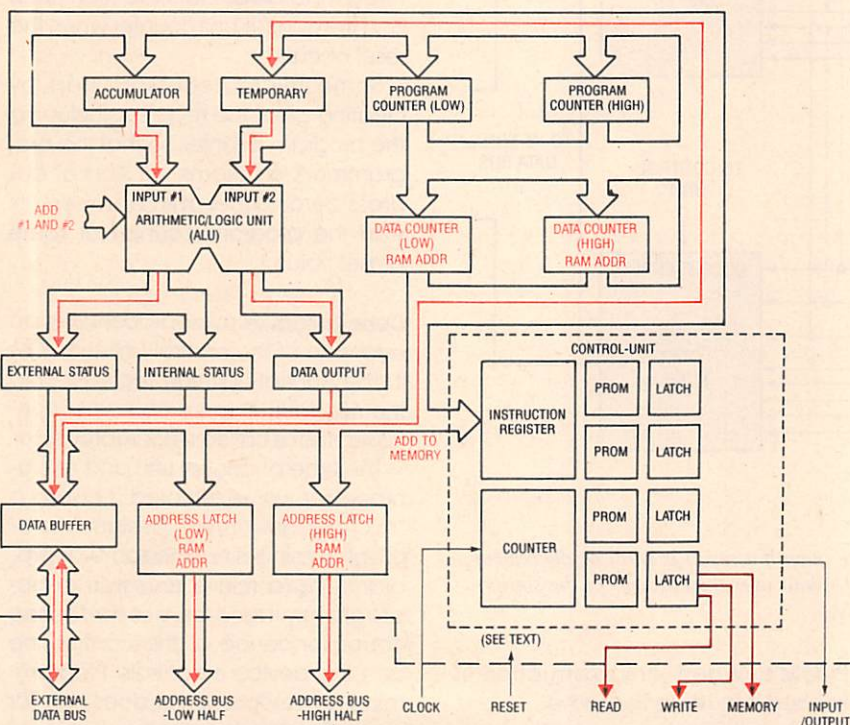 ACCUMULATOR
TEMPORARY
PROGRAM
COUNTER (LOW)
PROGRAM
COUNTER (HIGH)
INPUT #1
INPUT #2
ADD
#1 AND #2
ARITHMETIC/LOGIC UNIT
(ALU)
DATA COUNTER
(LOW)
RAM ADDR
DATA COUNTER
(HIGH)
RAM ADDR
EXTERNAL STATUS
INTERNAL STATUS
DATA OUTPUT
CONTROL-UNIT
INSTRUCTION
REGISTER
PROM
LATCH
PROM
LATCH
ADD TO
MEMORY
DATA BUFFER
ADDRESS LATCH
(LOW)
RAM
ADDR
ADDRESS LATCH
(HIGH)
RAM
ADDR
COUNTER
PROM
LATCH
PROM
LATCH
(SEE TEXT)
EXTERNAL
DATA BUS
ADDRESS BUS
-LOW HALF
ADDRESS BUS
-HIGH HALF
CLOCK
RESET
READ
WRITE
MEMORY
INPUT
/OUTPUT